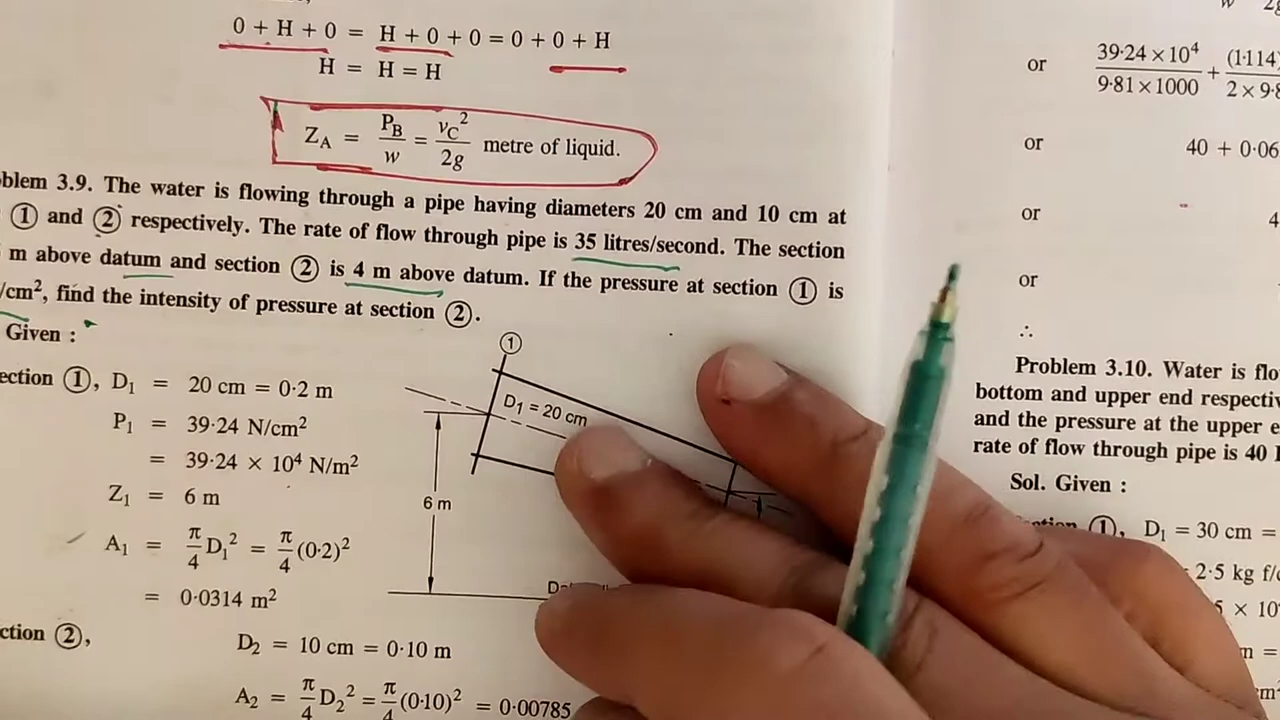 0 + H + 0 = H + 0 + 0 = 0 + 0 + H
H = H = H
Z_A = P_B/w = v_C²/2g metre of liquid.
blem 3.9. The water is flowing through a pipe having diameters 20 cm and 10 cm at
① and ② respectively. The rate of flow through pipe is 35 litres/second. The section
m above datum and section ② is 4 m above datum. If the pressure at section ① is
/cm², find the intensity of pressure at section ②.
Given :
ection ①, D₁ = 20 cm = 0·2 m
P₁ = 39·24 N/cm²
= 39·24 × 10⁴ N/m²
Z₁ = 6 m
A₁ = π/4 D₁² = π/4 (0·2)²
= 0·0314 m²
ction ②,
D₂ = 10 cm = 0·10 m
A₂ = π/4 D₂² = π/4 (0·10)² = 0·00785
①
D₁ = 20 cm
6 m
or 39·24 × 10⁴/9·81 × 1000 + (1·114)/2 × 9·8
or 40 + 0·06
or 4
or
∴
Problem 3.10. Water is flo
bottom and upper end respectiv
and the pressure at the upper e
rate of flow through pipe is 40
Sol. Given :
①, D₁ = 30 cm =
2·5 kg f/c
5 × 10